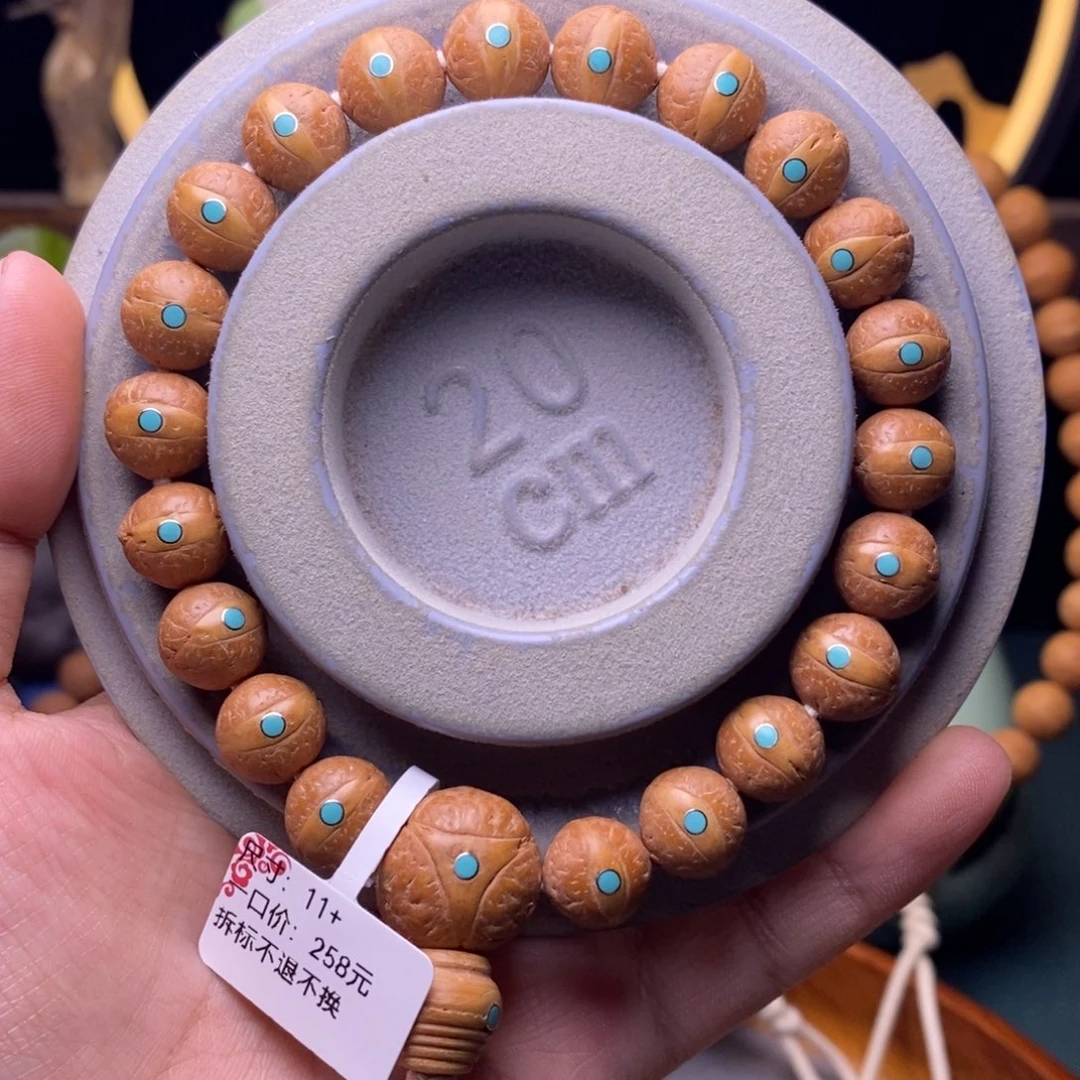 20
cm
尺寸: 11+
一口价: 258元
拆标不退不换